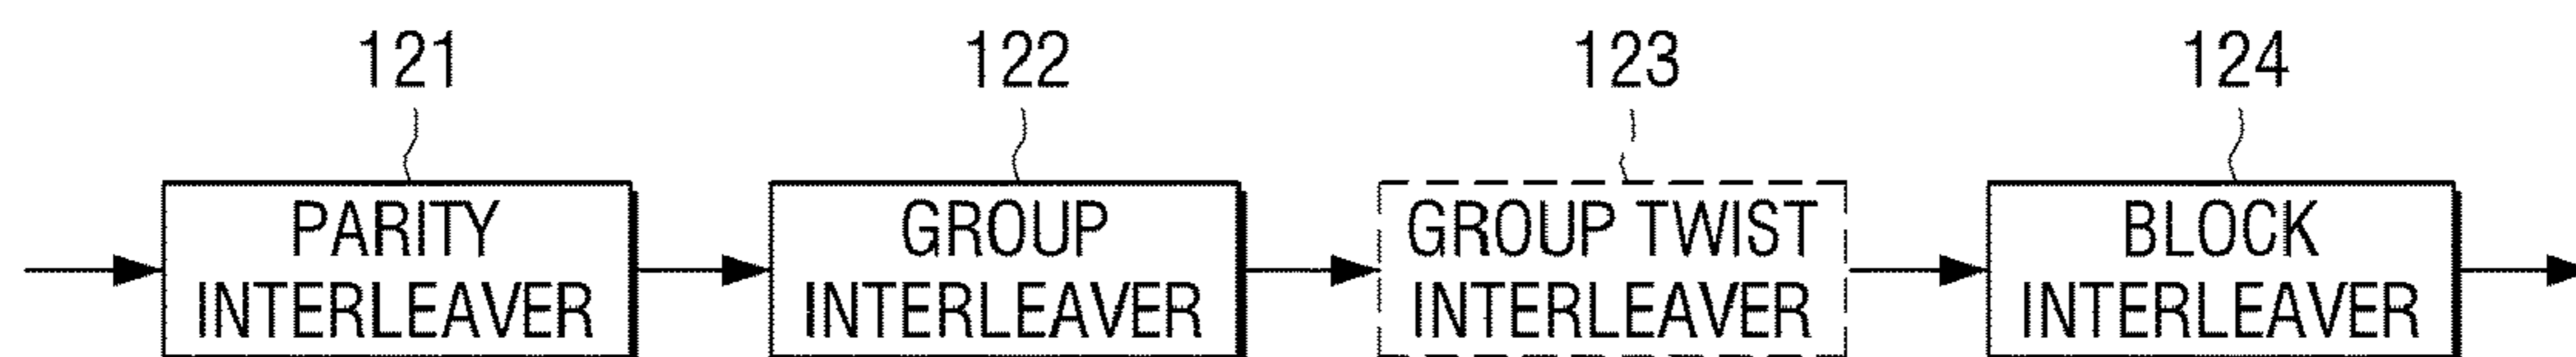 121
122
123
124
PARITY
INTERLEAVER
GROUP
INTERLEAVER
GROUP TWIST
INTERLEAVER
BLOCK
INTERLEAVER